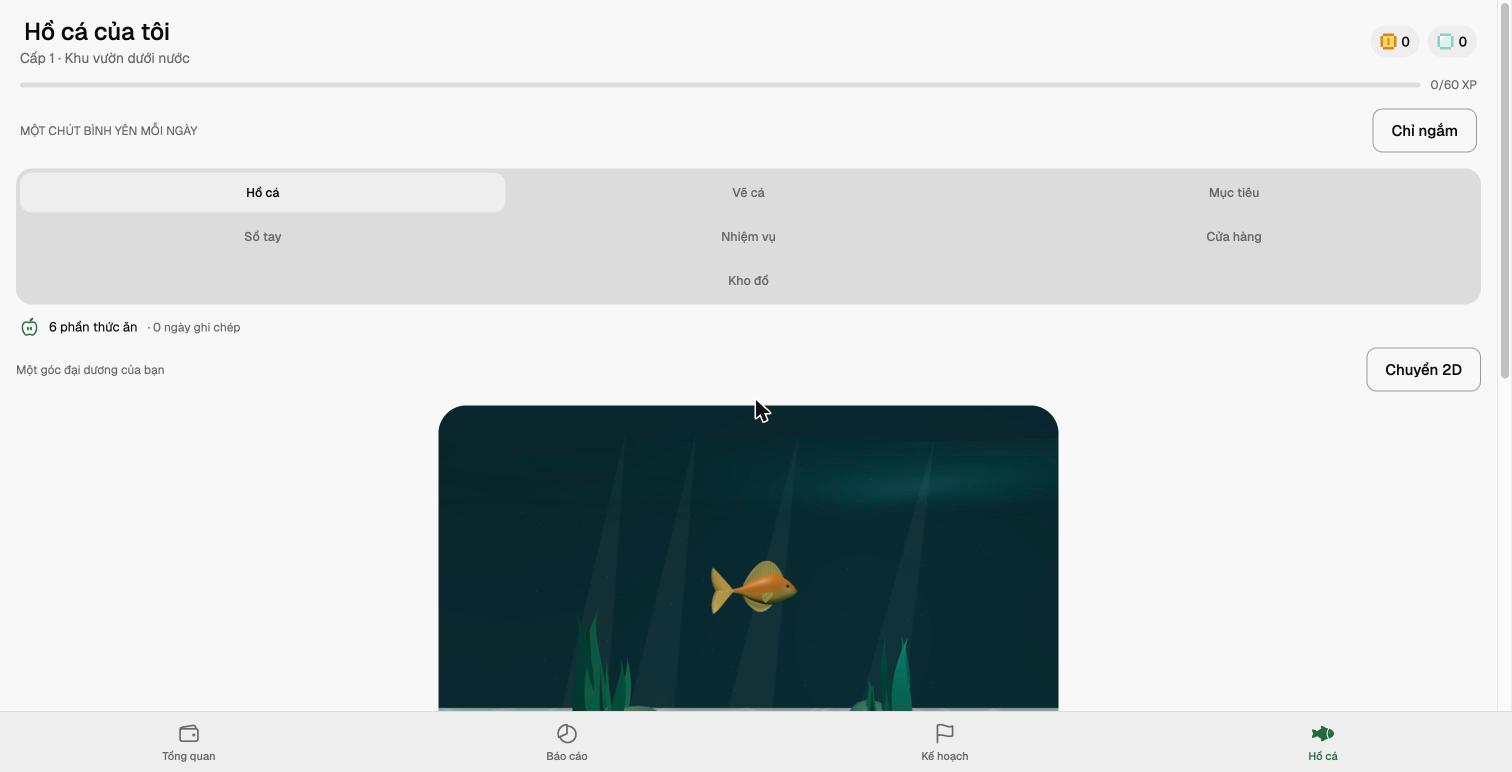 Hồ cá của tôi
Cấp 1 · Khu vườn dưới nước
0
0
0/60 XP
MỘT CHÚT BÌNH YÊN MỖI NGÀY
Chỉ ngắm
Hồ cá
Vẽ cá
Mục tiêu
Sổ tay
Nhiệm vụ
Cửa hàng
Kho đồ
6 phần thức ăn · 0 ngày ghi chép
Một góc đại dương của bạn
Chuyển 2D
Tổng quan
Báo cáo
Kế hoạch
Hồ cá